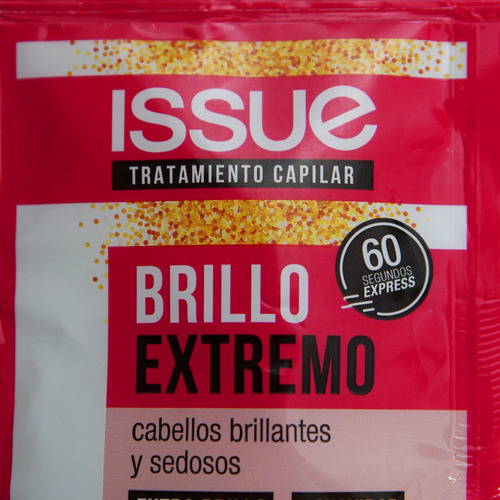 ISSUE
TRATAMIENTO CAPILAR
60
SEGUNDOS
EXPRESS
BRILLO
EXTREMO
cabellos brillantes
y sedosos